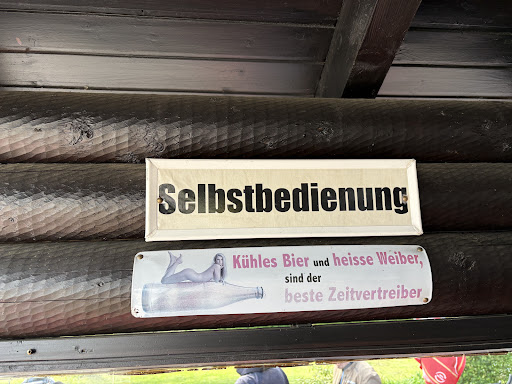 Selbstbedienung
Kühles Bier und heisse Weiber,
sind der
beste Zeitvertreiber